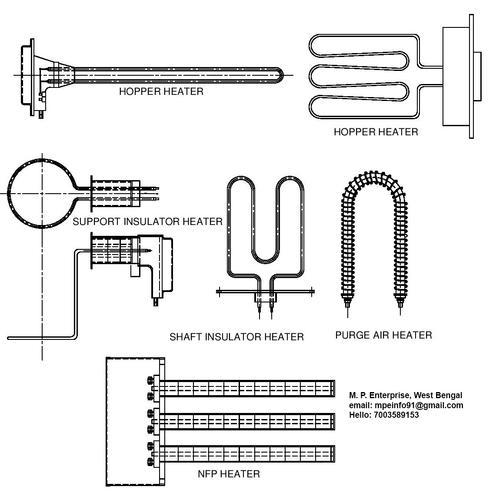 HOPPER HEATER
HOPPER HEATER
SUPPORT INSULATOR HEATER
SHAFT INSULATOR HEATER
PURGE AIR HEATER
M. P. Enterprise, West Bengal
email: mpeinfo91@gmail.com
Hello: 7003589153
NFP HEATER